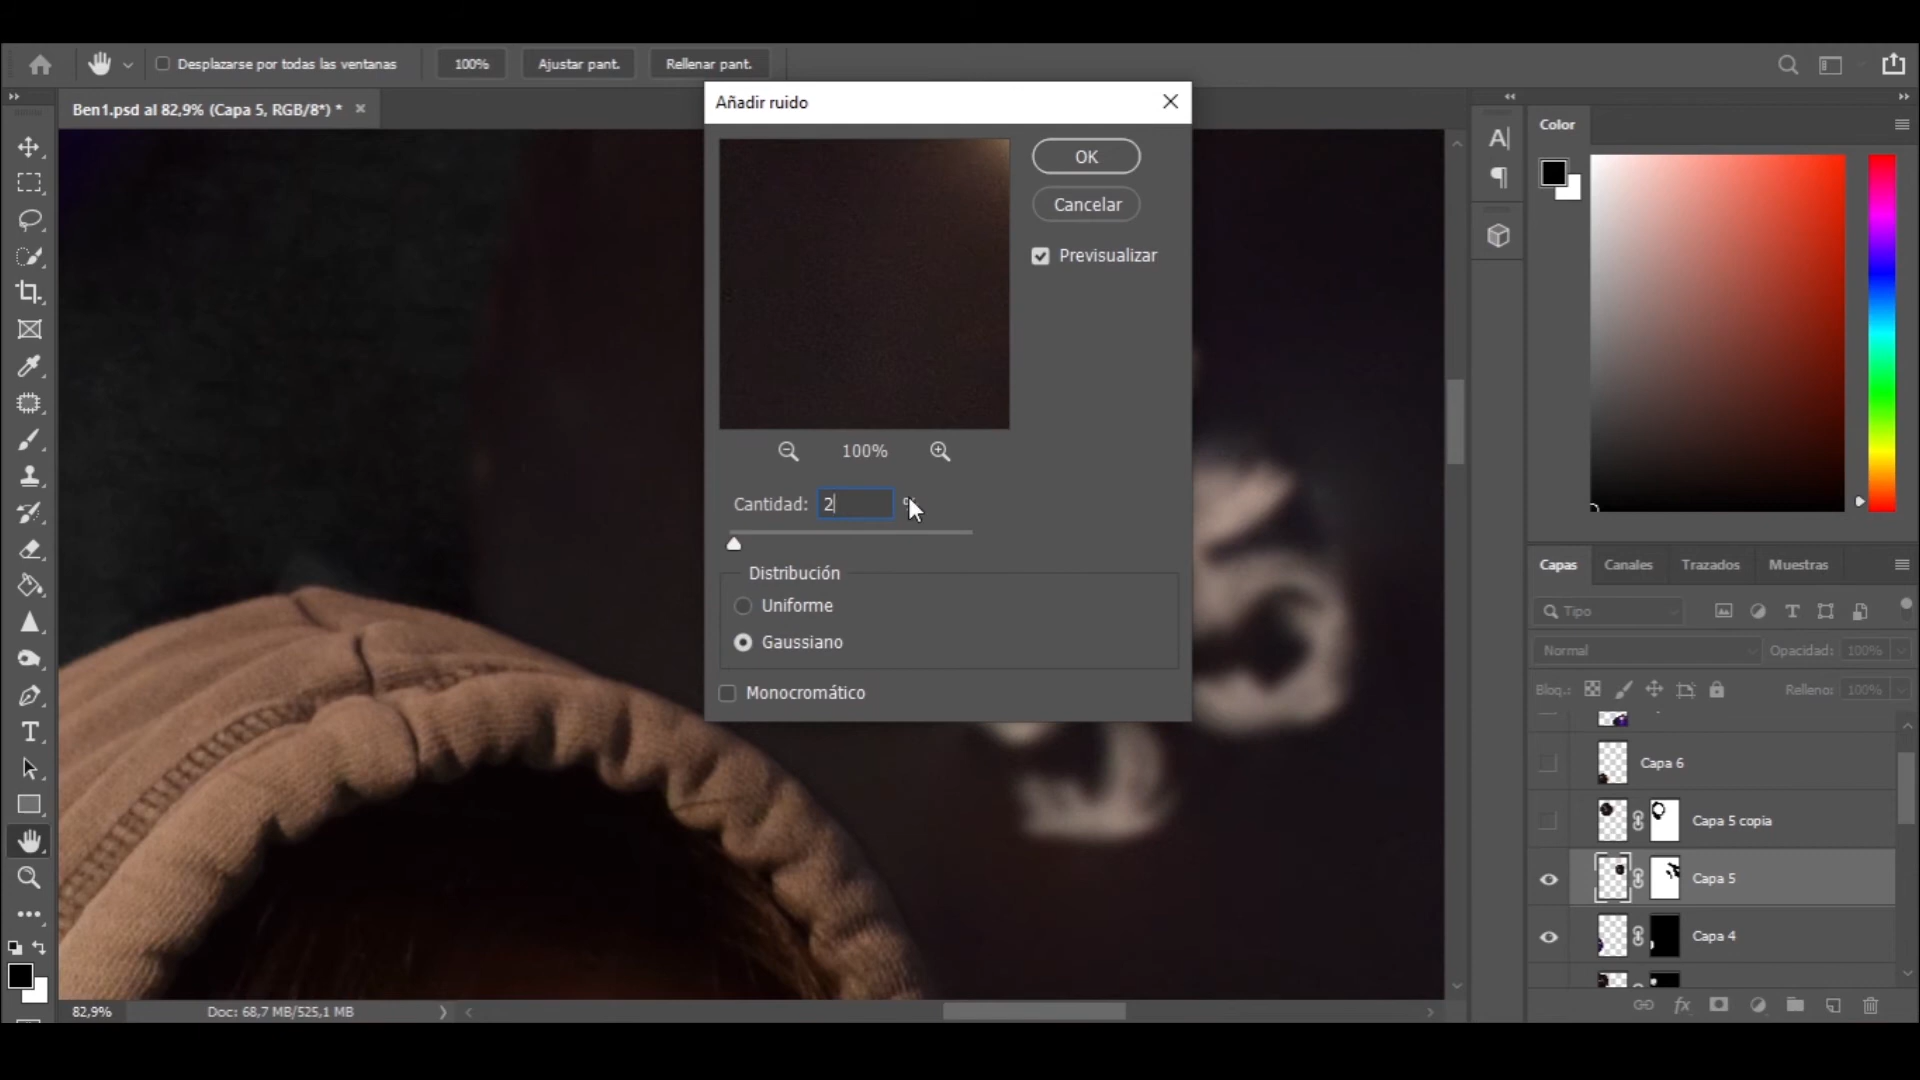 Desplazarse por todas las ventanas
100%
Ajustar pant.
Rellenar pant.
Ben1.psd al 82,9% (Capa 5, RGB/8*) *
Añadir ruido
OK
Cancelar
Previsualizar
100%
Cantidad: 2
Distribución
Uniforme
Gaussiano
Monocromático
Color
Capas
Canales
Trazados
Muestras
Tipo
Normal
Opacidad: 100%
Bloq.:
Relleno: 100%
Capa 6
Capa 5 copia
Capa 5
Capa 4
82,9%
Doc: 68,7 MB/525,1 MB